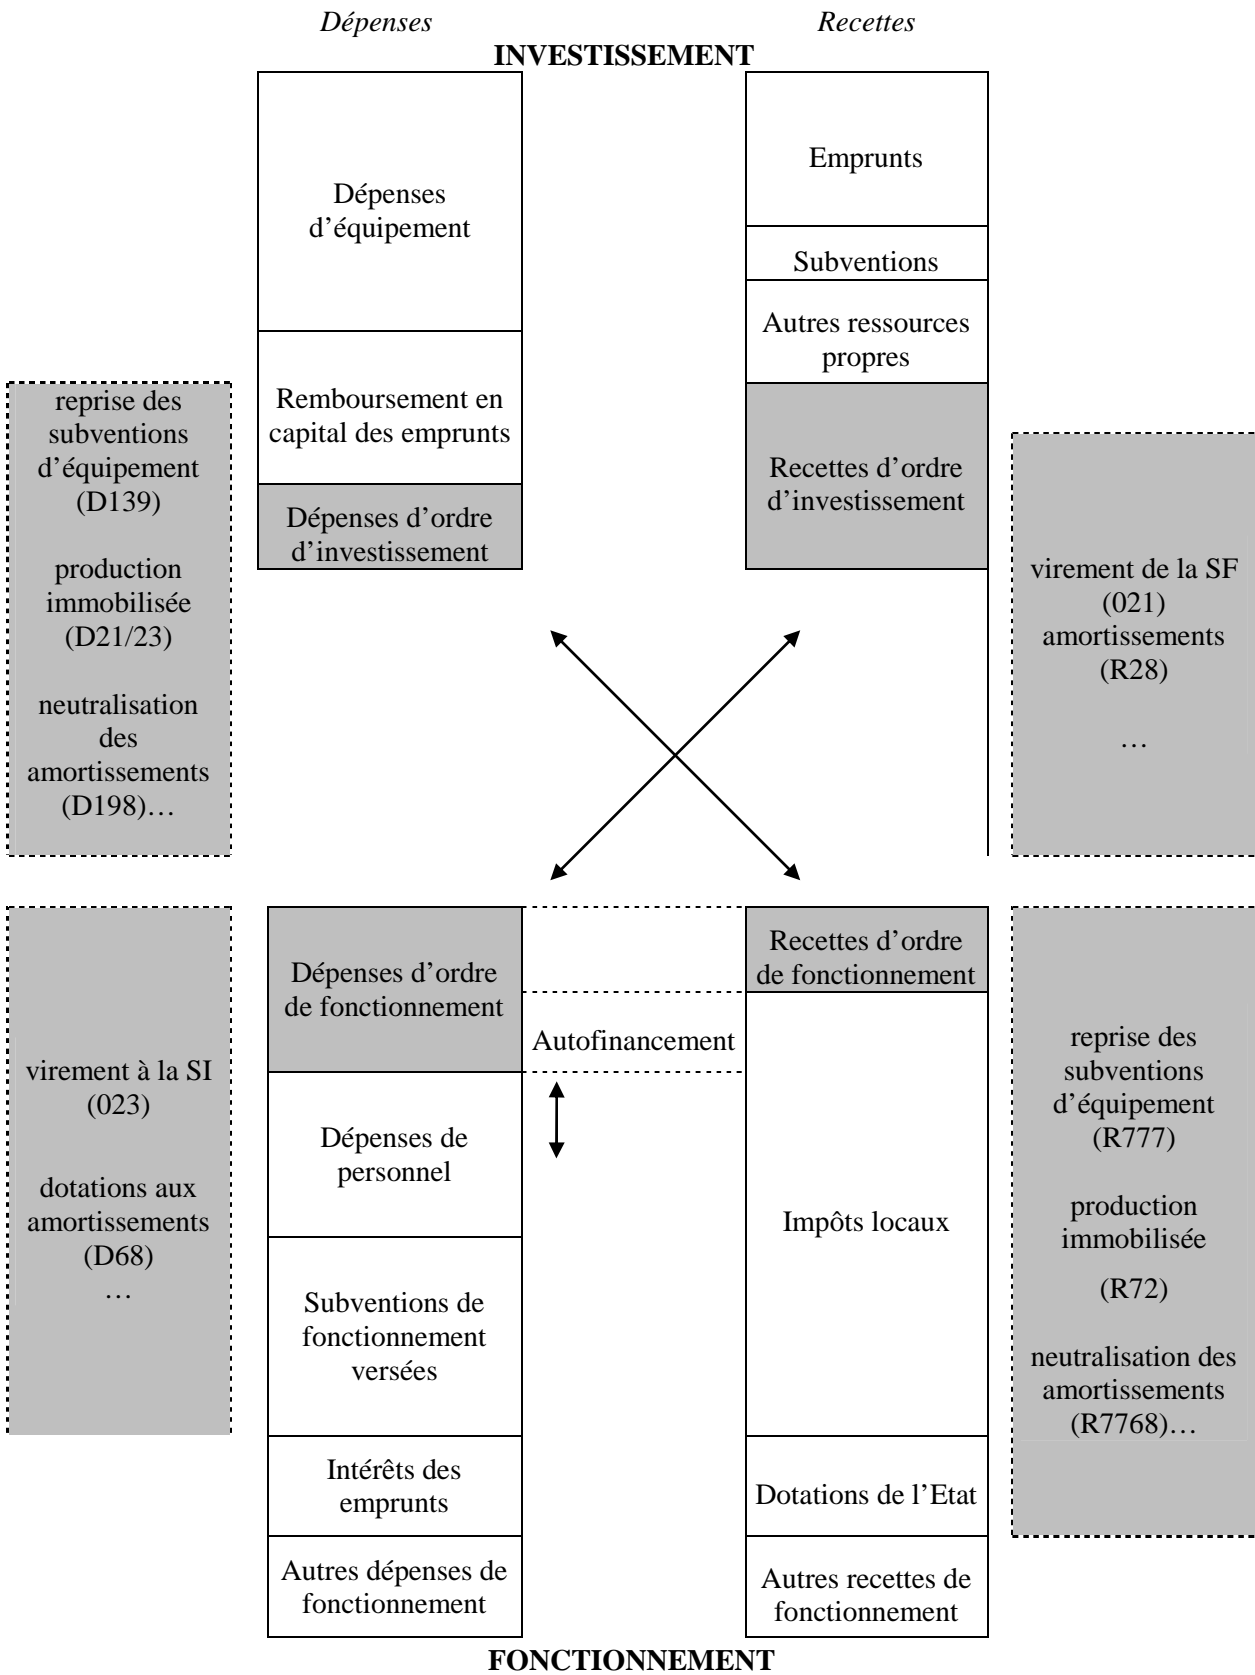 Dépenses
Recettes
INVESTISSEMENT
Dépenses
d’équipement
Remboursement en
capital des emprunts
Dépenses d’ordre
d’investissement
Emprunts
Subventions
Autres ressources
propres
Recettes d’ordre
d’investissement
reprise des
subventions
d’équipement
(D139)
production
immobilisée
(D21/23)
neutralisation
des
amortissements
(D198)…
virement de la SF
(021)
amortissements
(R28)
…
virement à la SI
(023)
dotations aux
amortissements
(D68)
…
Dépenses d’ordre
de fonctionnement
Dépenses de
personnel
Subventions de
fonctionnement
versées
Intérêts des
emprunts
Autres dépenses de
fonctionnement
Autofinancement
Recettes d’ordre
de fonctionnement
Impôts locaux
Dotations de l’Etat
Autres recettes de
fonctionnement
reprise des
subventions
d’équipement
(R777)
production
immobilisée
(R72)
neutralisation des
amortissements
(R7768)…
FONCTIONNEMENT